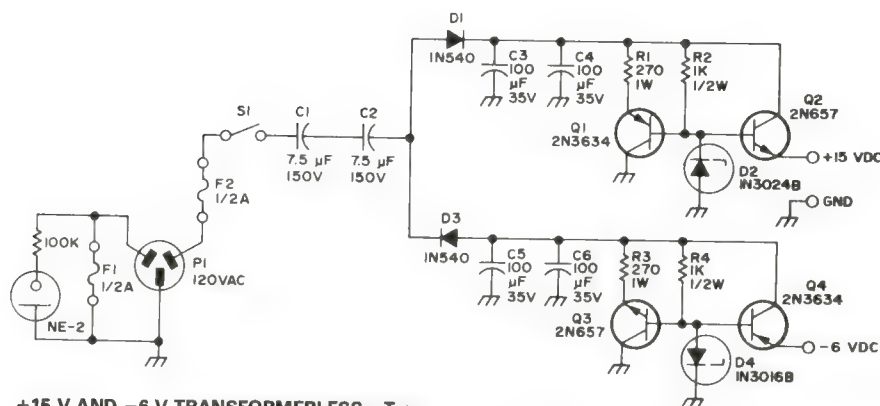 D1
1N540
C3
100
µF
35V
C4
100
µF
35V
R1
270
1W
R2
1K
1/2W
Q1
2N3634
Q2
2N657
+15 VDC
D2
1N3024B
GND
S1
C1
7.5 µF
150V
C2
7.5 µF
150V
F2
1/2A
100K
F1
1/2A
P1
120VAC
NE-2
D3
1N540
C5
100
µF
35V
C6
100
µF
35V
R3
270
1W
R4
1K
1/2W
Q3
2N657
Q4
2N3634
-6 VDC
D4
1N3016B
+15 V AND −6 V TRANSFORMERLESS